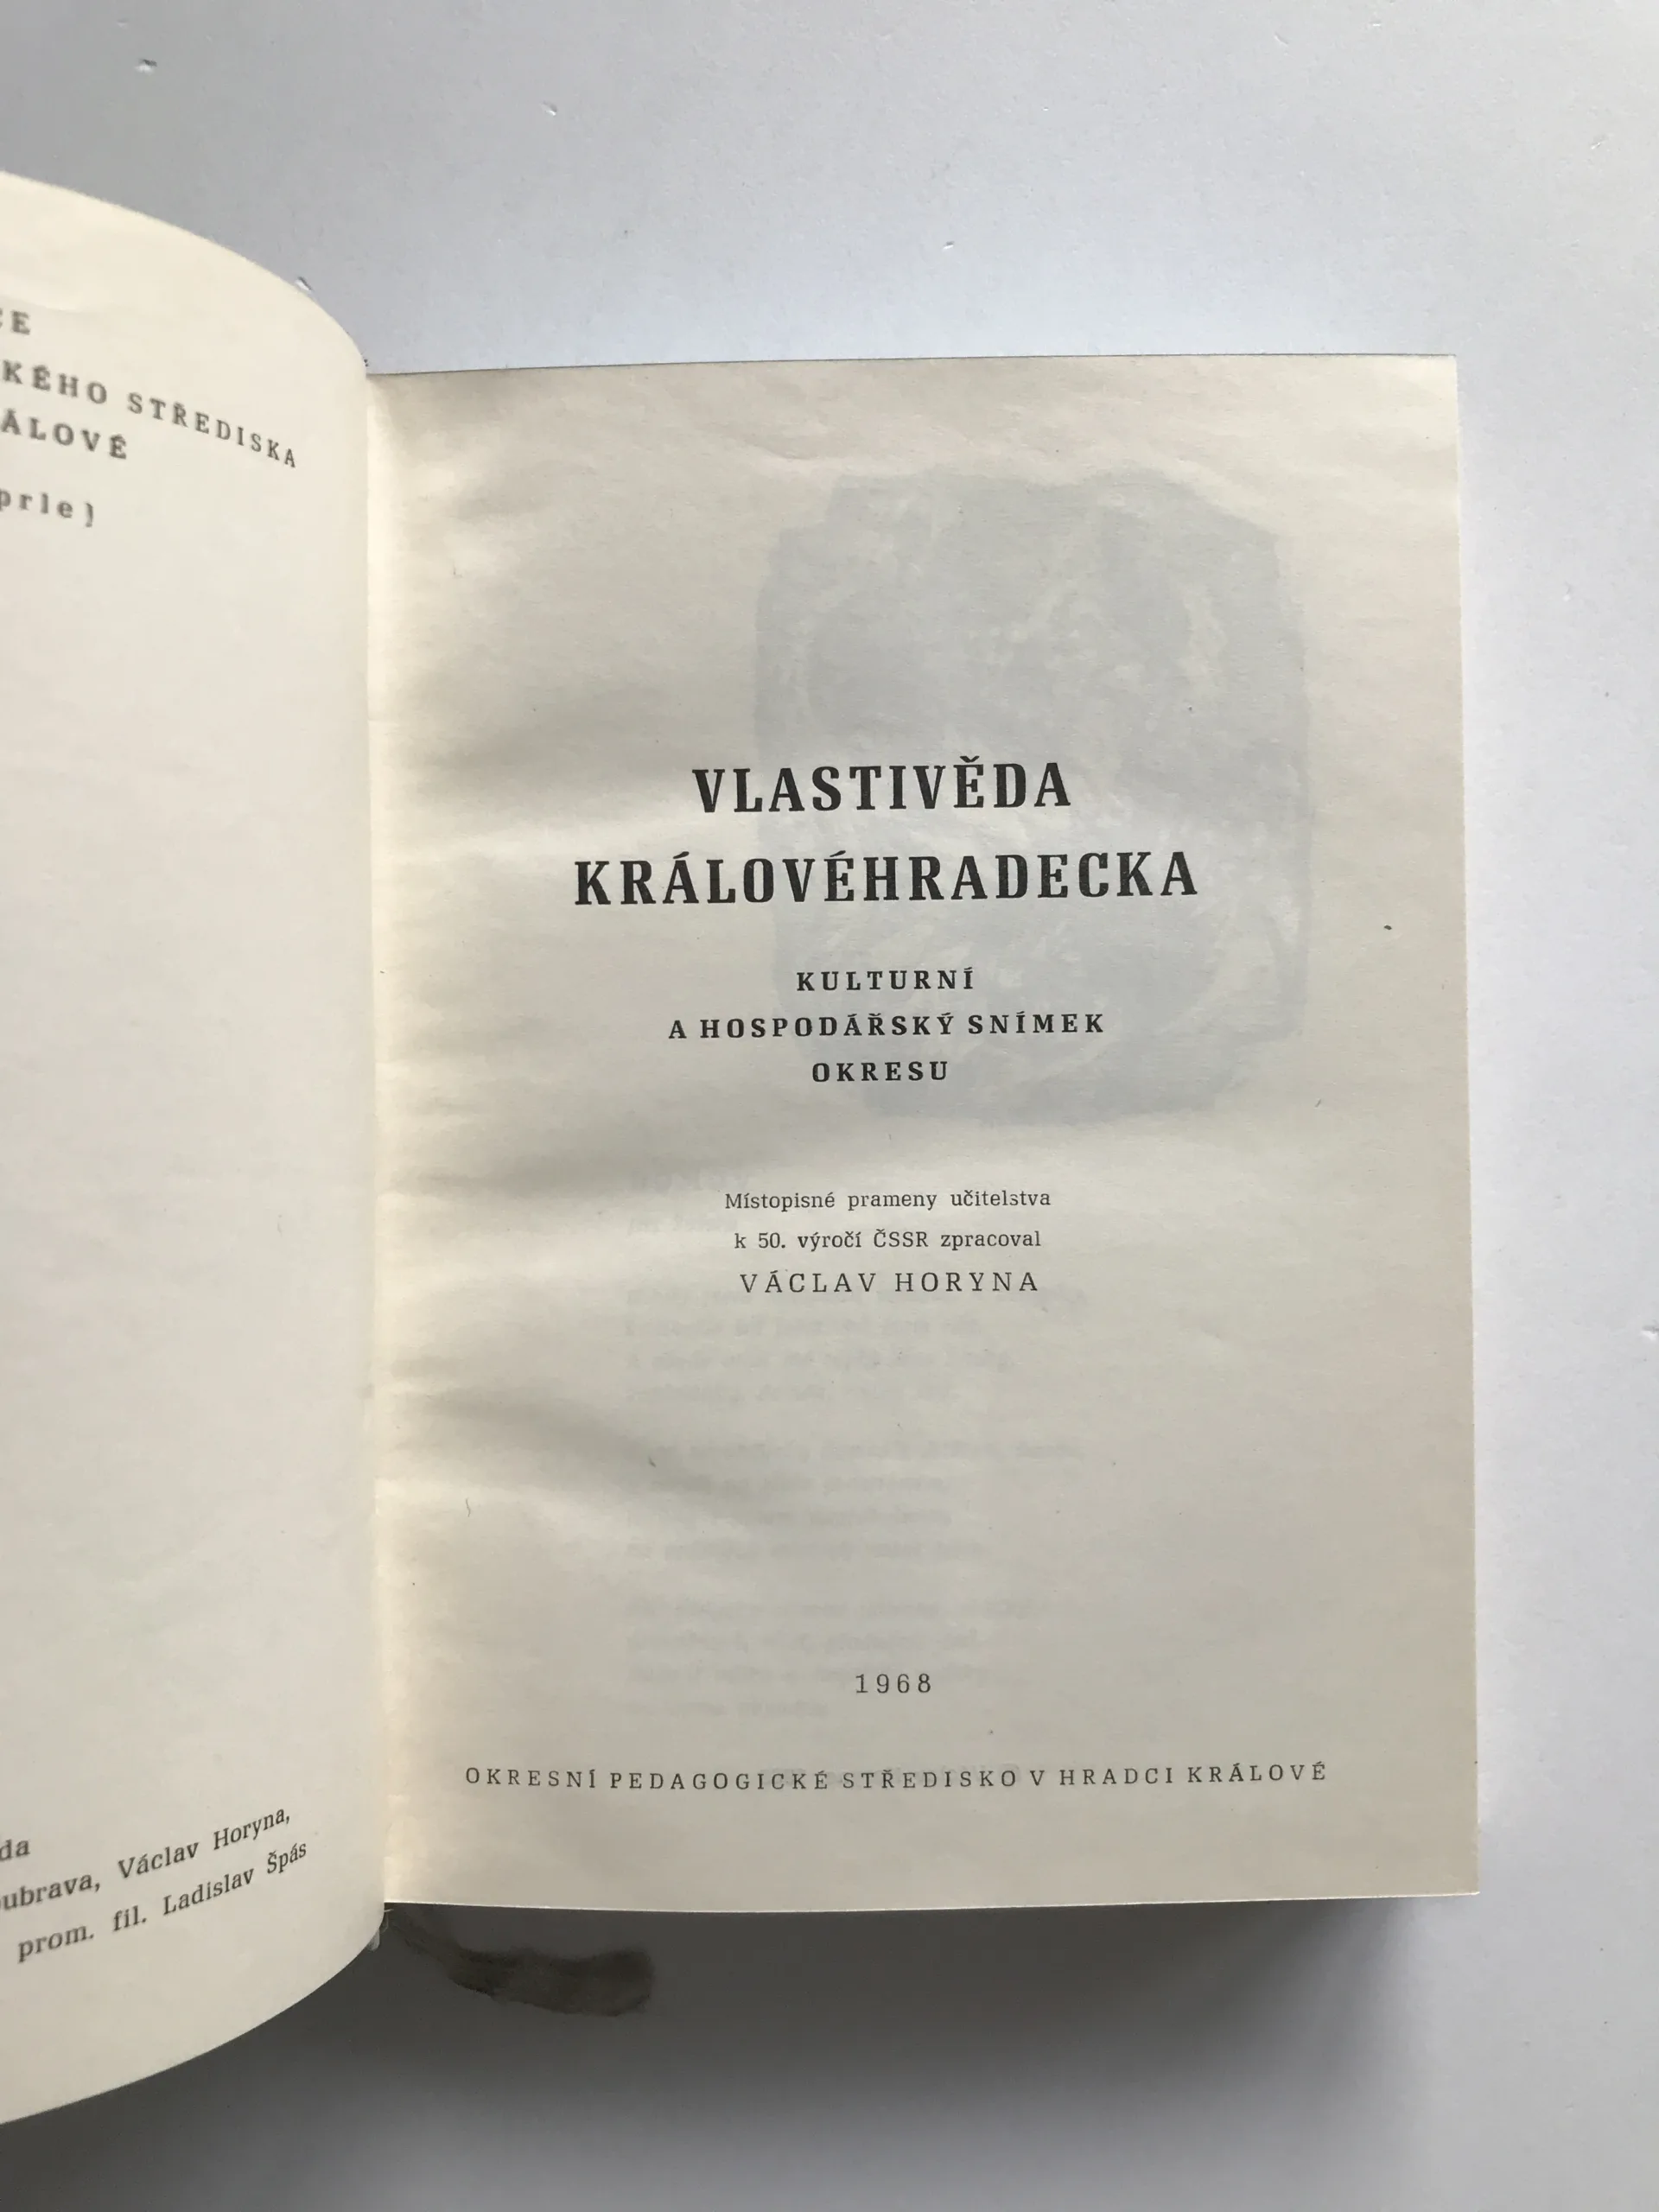 KÉHO STŘEDISKA
ÁLOVÉ
VLASTIVĚDA
KRÁLOVÉHRADECKA
KULTURNÍ
A HOSPODÁŘSKÝ SNÍMEK
OKRESU
Místopisné prameny učitelstva
k 50. výročí ČSSR zpracoval
VÁCLAV HORYNA
1968
OKRESNÍ PEDAGOGICKÉ STŘEDISKO V HRADCI KRÁLOVÉ
da
ubrava, Václav Horyna,
prom. fil. Ladislav Špás